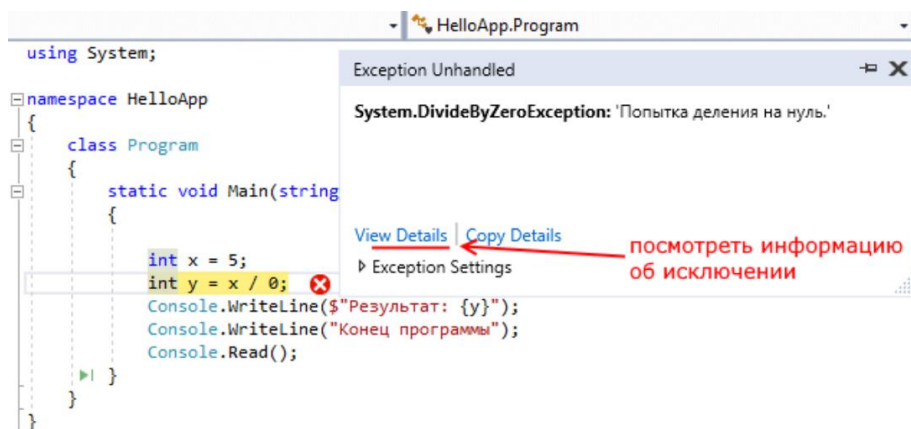 HelloApp.Program
using System;
Exception Unhandled
System.DivideByZeroException: 'Попытка деления на нуль.'
namespace HelloApp
{
class Program
{
static void Main(string
{
View Details | Copy Details
посмотреть информацию
об исключении
Exception Settings
int x = 5;
int y = x / 0;
Console.WriteLine($"Результат: {y}");
Console.WriteLine("Конец программы");
Console.Read();
}
}
}